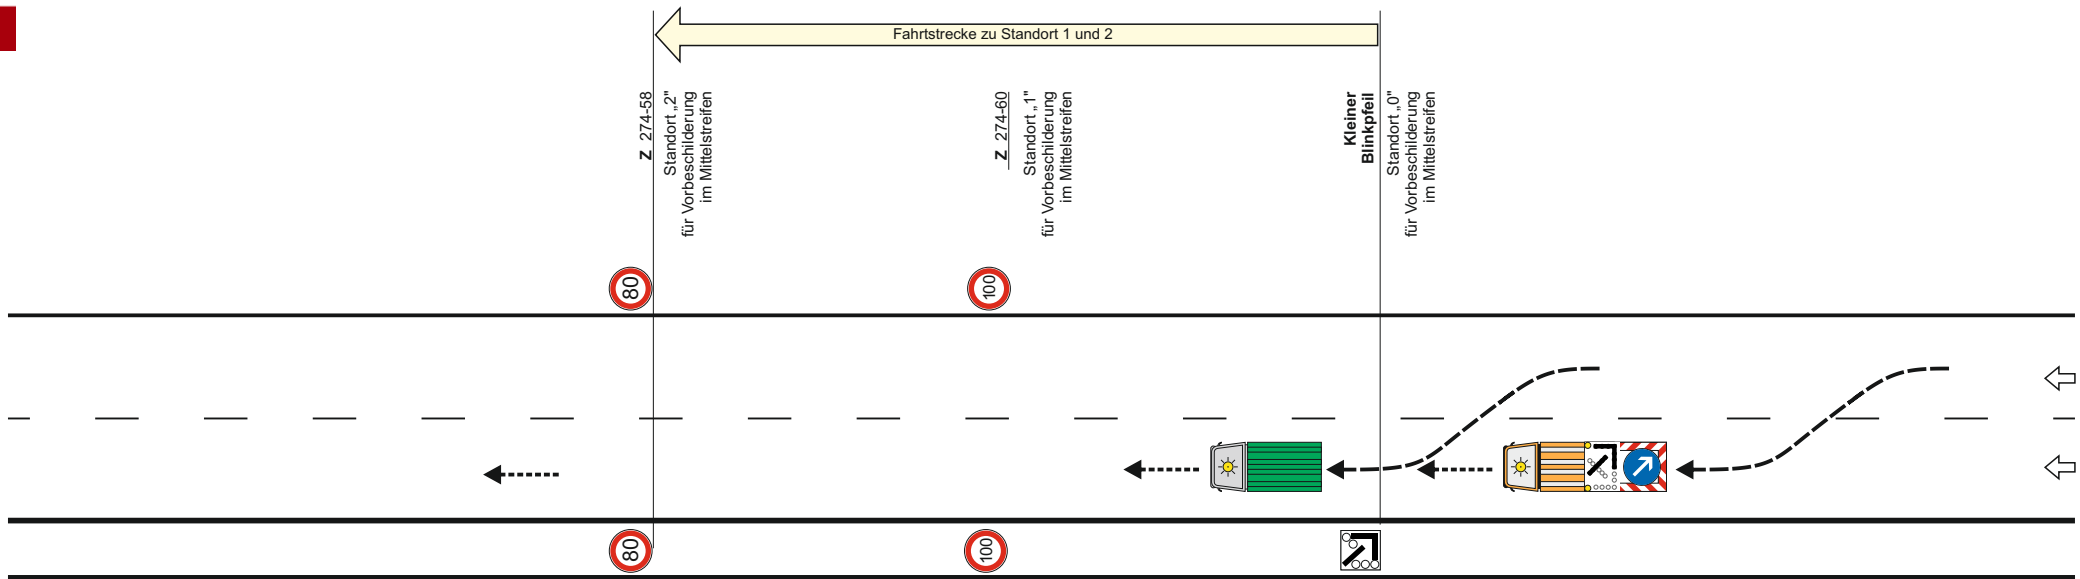 Fahrtstrecke zu Standort 1 und 2
Z 274-58
Standort „2"
für Vorbeschilderung
im Mittelstreifen
Z 274-60
Standort „1"
für Vorbeschilderung
im Mittelstreifen
Kleiner
Blinkpfeil
Standort „0"
für Vorbeschilderung
im Mittelstreifen
80
100
80
100